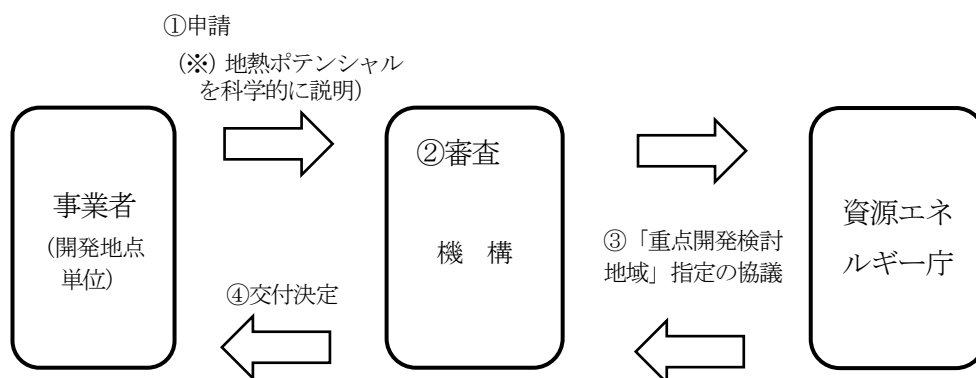 ①申請
(※) 地熱ポテンシャル
を科学的に説明)
事業者
(開発地点
単位)
②審査
機 構
③「重点開発検討
地域」指定の協議
④交付決定
資源エネ
ルギー庁